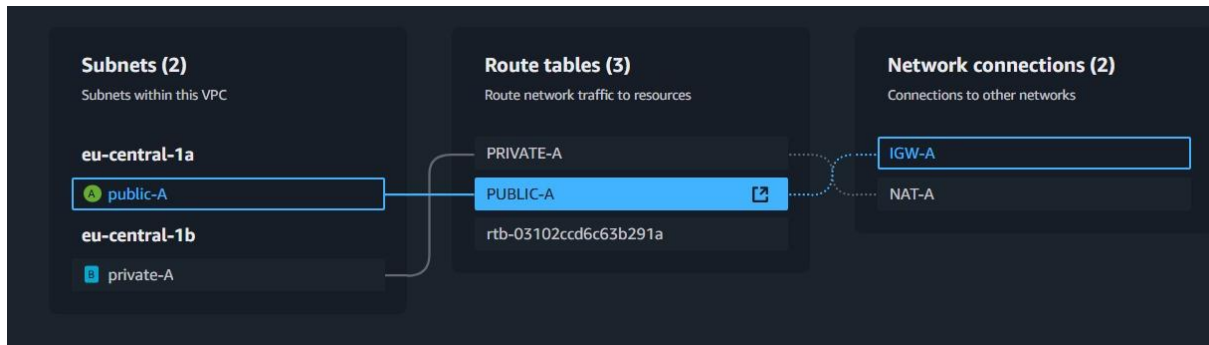 Subnets (2)
Subnets within this VPC
eu-central-1a
A public-A
eu-central-1b
B private-A
Route tables (3)
Route network traffic to resources
PRIVATE-A
PUBLIC-A
rtb-03102ccd6c63b291a
Network connections (2)
Connections to other networks
IGW-A
NAT-A